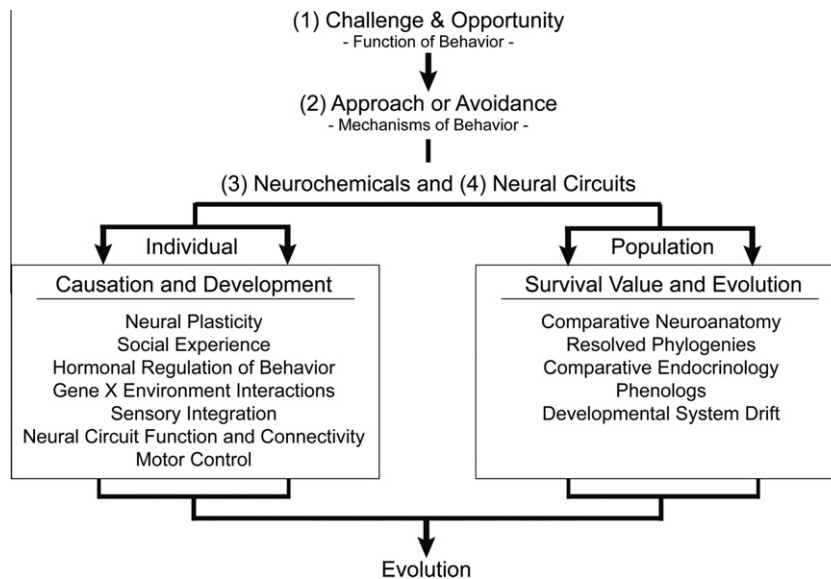 (1) Challenge & Opportunity
- Function of Behavior -
(2) Approach or Avoidance
- Mechanisms of Behavior -
(3) Neurochemicals and (4) Neural Circuits
Individual
Causation and Development
Neural Plasticity
Social Experience
Hormonal Regulation of Behavior
Gene X Environment Interactions
Sensory Integration
Neural Circuit Function and Connectivity
Motor Control
Population
Survival Value and Evolution
Comparative Neuroanatomy
Resolved Phylogenies
Comparative Endocrinology
Phenologs
Developmental System Drift
Evolution